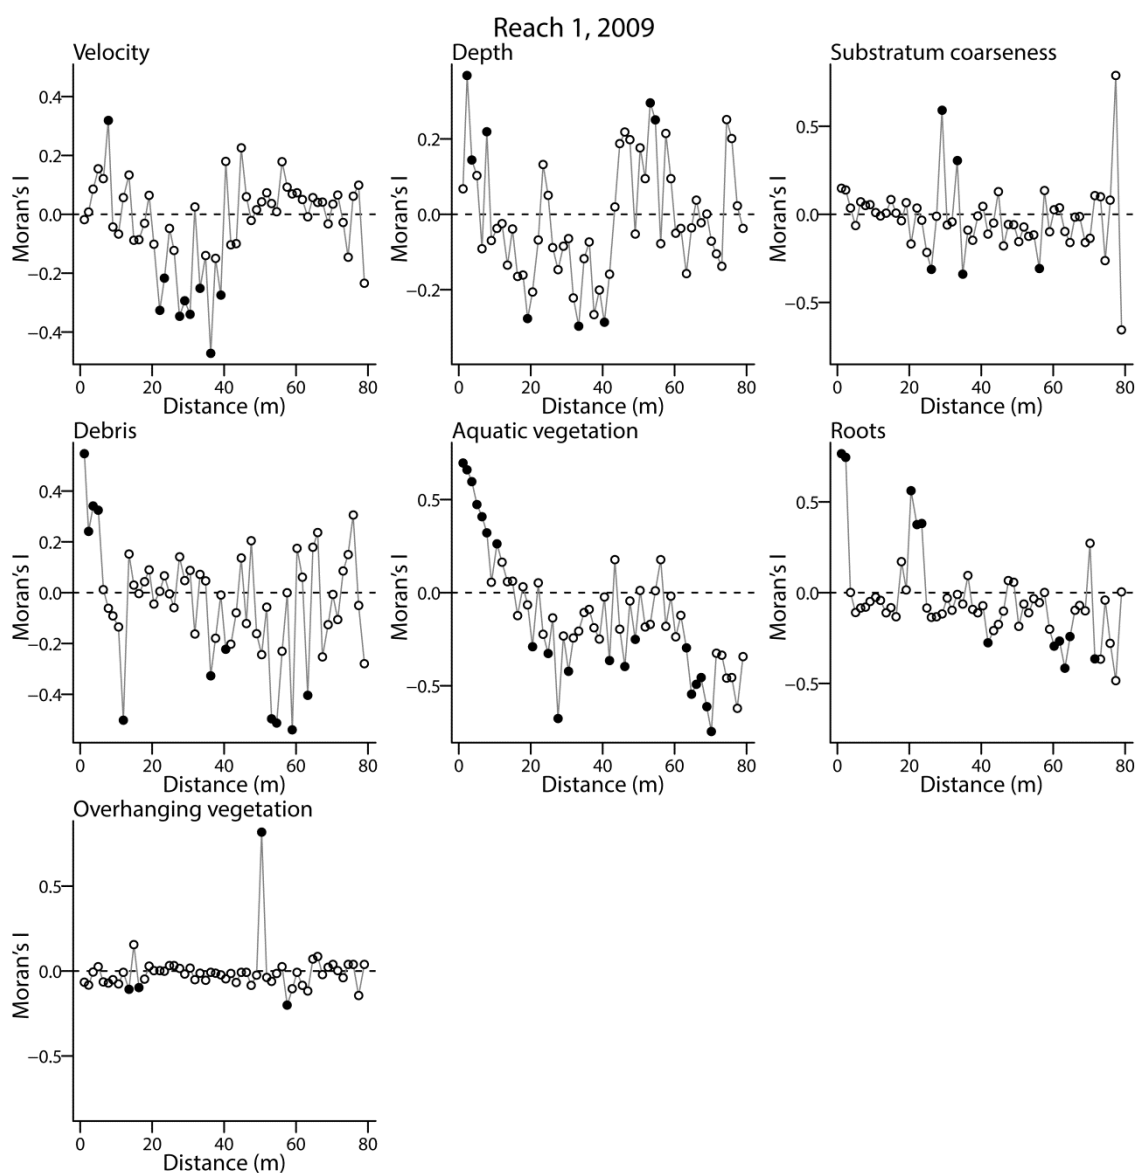 Reach 1, 2009
Velocity
Moran's I
0.4
0.2
0.0
−0.2
−0.4
0 20 40 60 80
Distance (m)
Depth
Moran's I
0.2
0.0
−0.2
0 20 40 60 80
Distance (m)
Substratum coarseness
Moran's I
0.5
0.0
−0.5
0 20 40 60 80
Distance (m)
Debris
Moran's I
0.4
0.2
0.0
−0.2
−0.4
0 20 40 60 80
Distance (m)
Aquatic vegetation
Moran's I
0.5
0.0
−0.5
0 20 40 60 80
Distance (m)
Roots
Moran's I
0.5
0.0
−0.5
0 20 40 60 80
Distance (m)
Overhanging vegetation
Moran's I
0.5
0.0
−0.5
0 20 40 60 80
Distance (m)